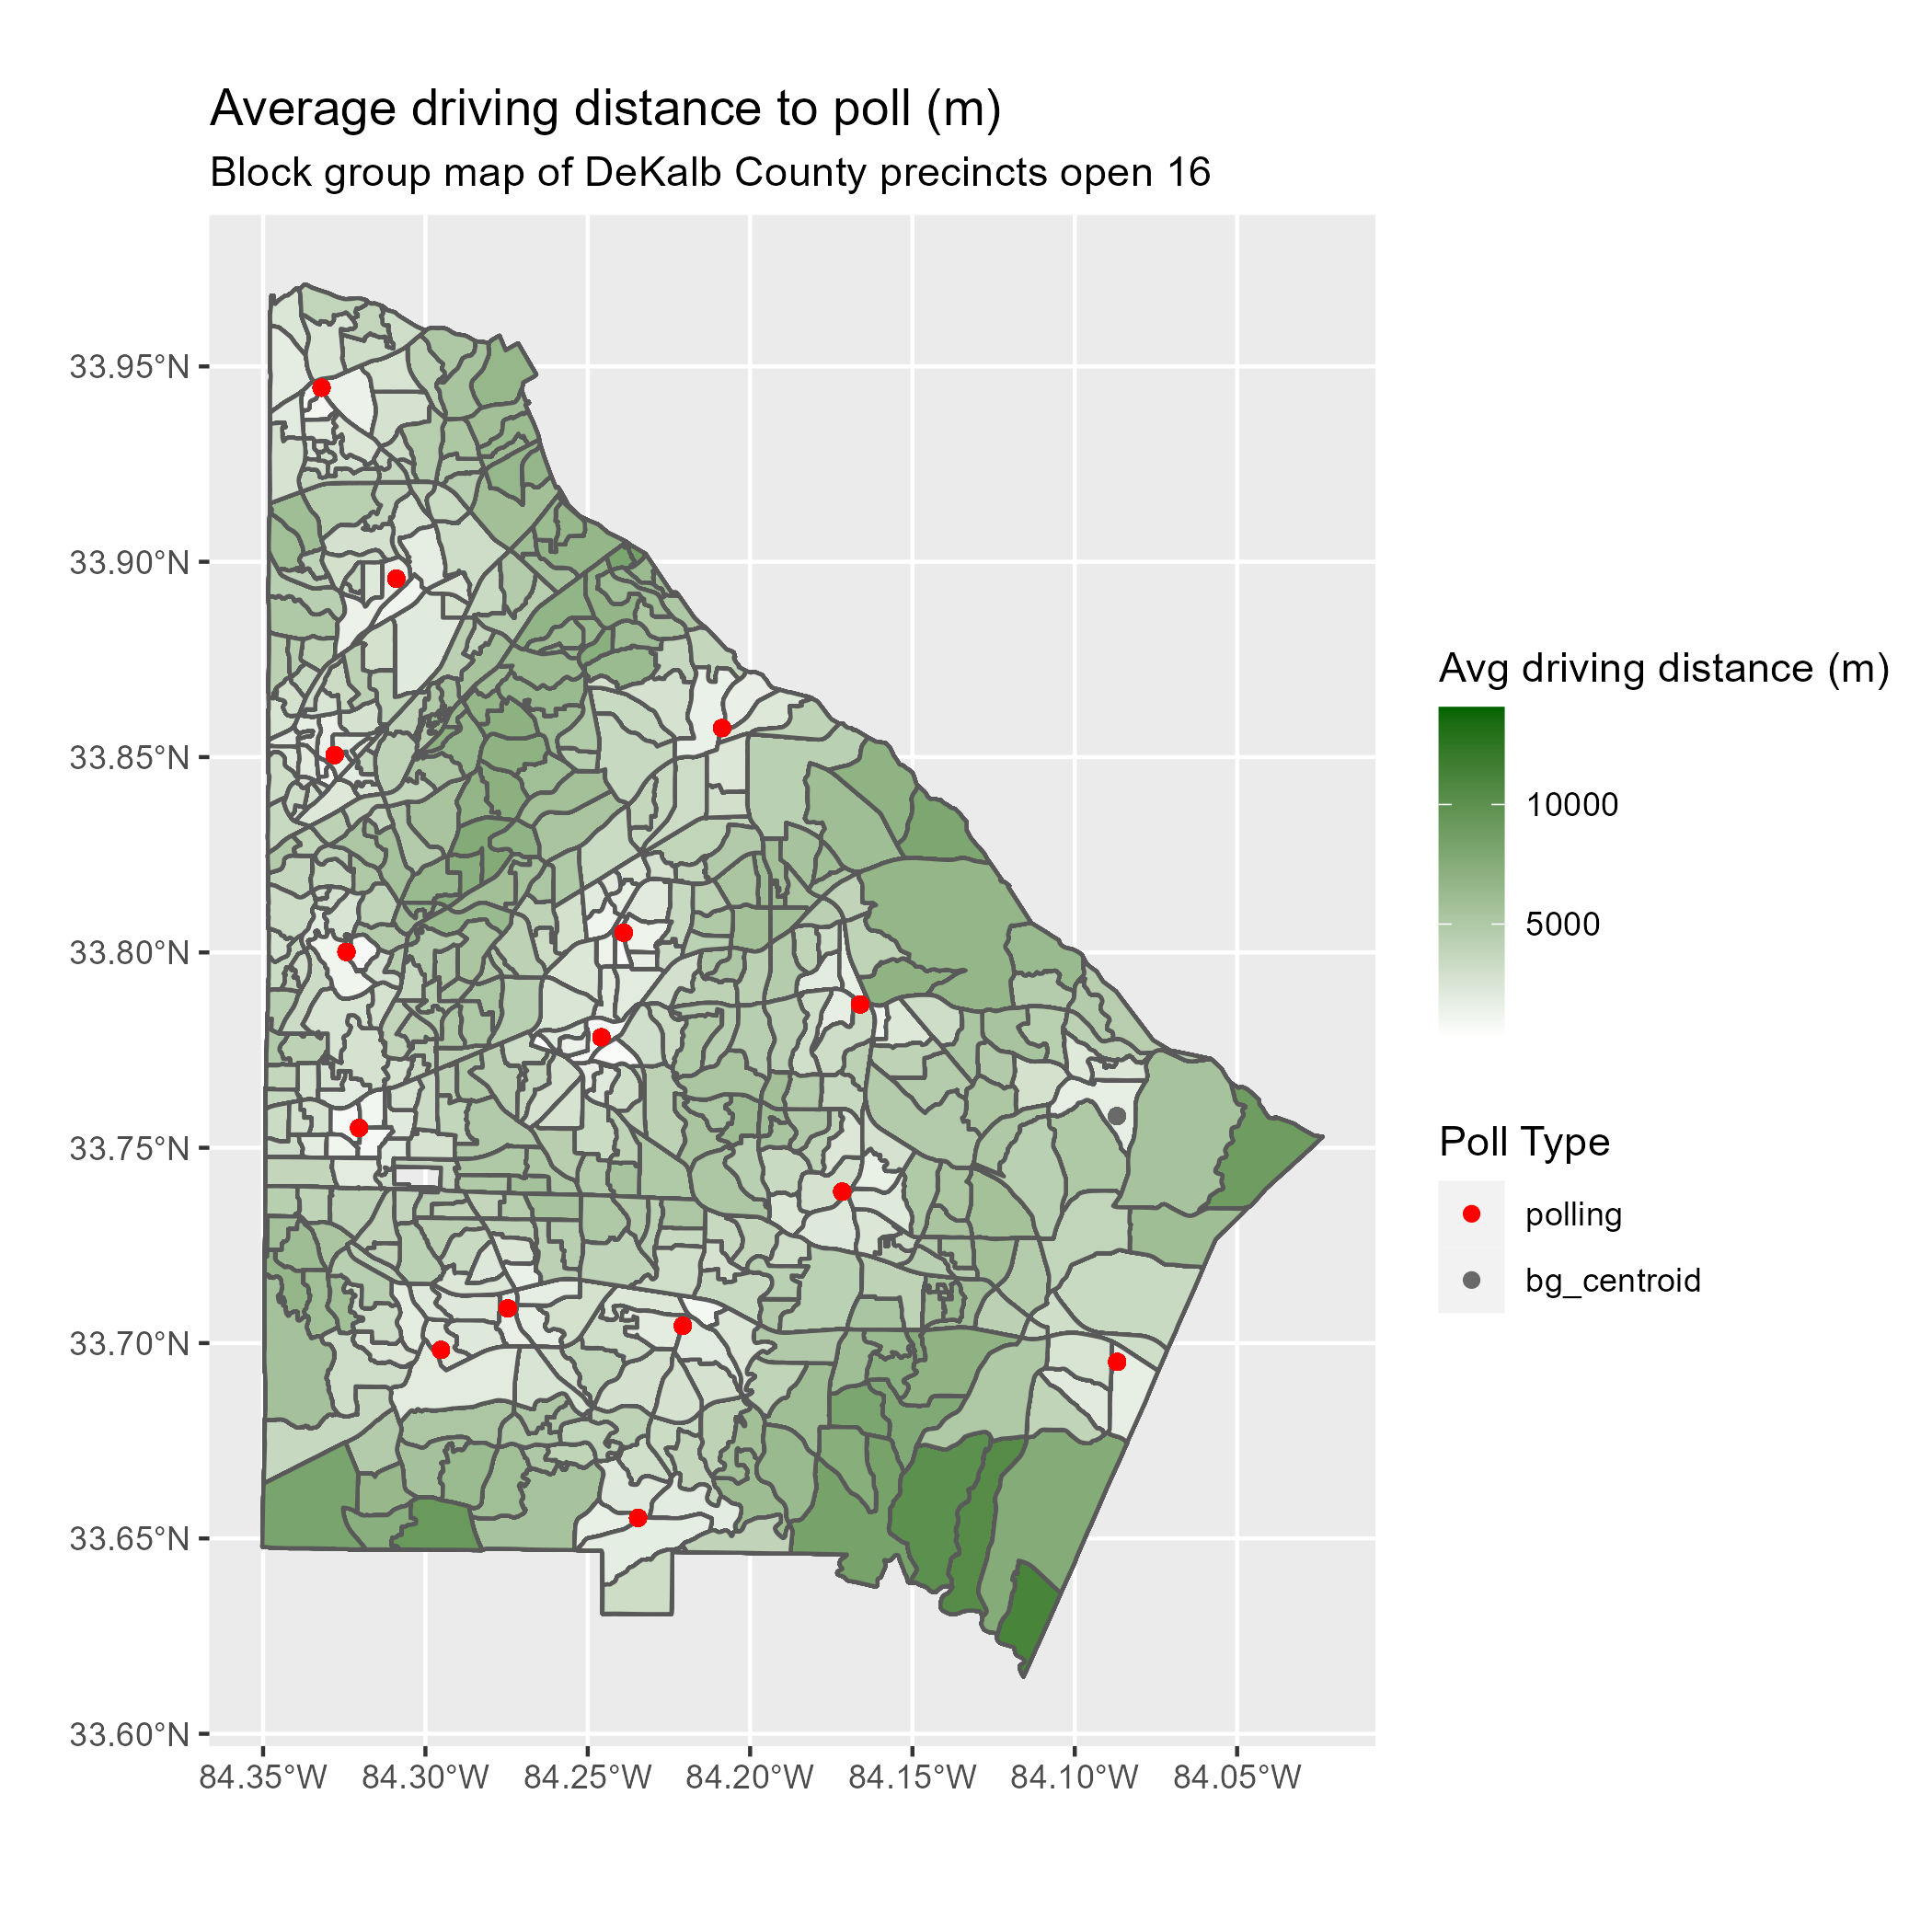 Average driving distance to poll (m)
Block group map of DeKalb County precincts open 16
33.95°N
33.90°N
33.85°N
33.80°N
33.75°N
33.70°N
33.65°N
33.60°N
84.35°W
84.30°W
84.25°W
84.20°W
84.15°W
84.10°W
84.05°W
Avg driving distance (m)
10000
5000
Poll Type
polling
bg_centroid